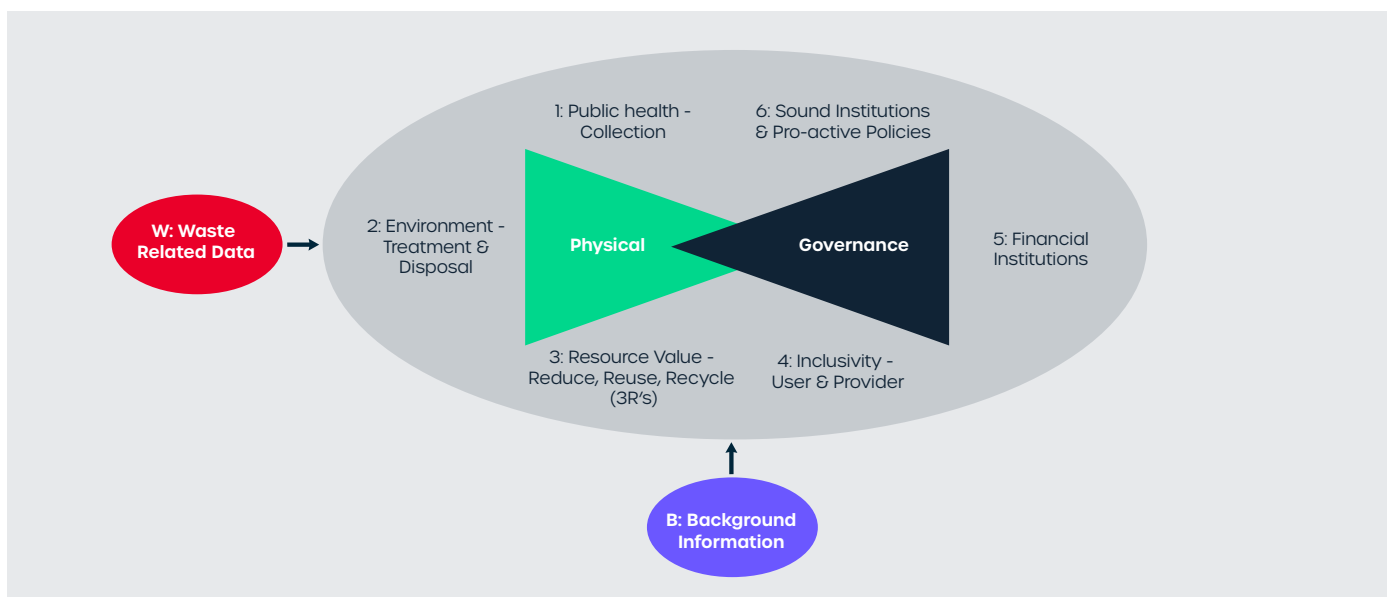 1: Public health -
Collection
6: Sound Institutions
& Pro-active Policies
W: Waste
Related Data
2: Environment -
Treatment &
Disposal
Physical
Governance
5: Financial
Institutions
3: Resource Value -
Reduce, Reuse, Recycle
(3R's)
4: Inclusivity -
User & Provider
B: Background
Information